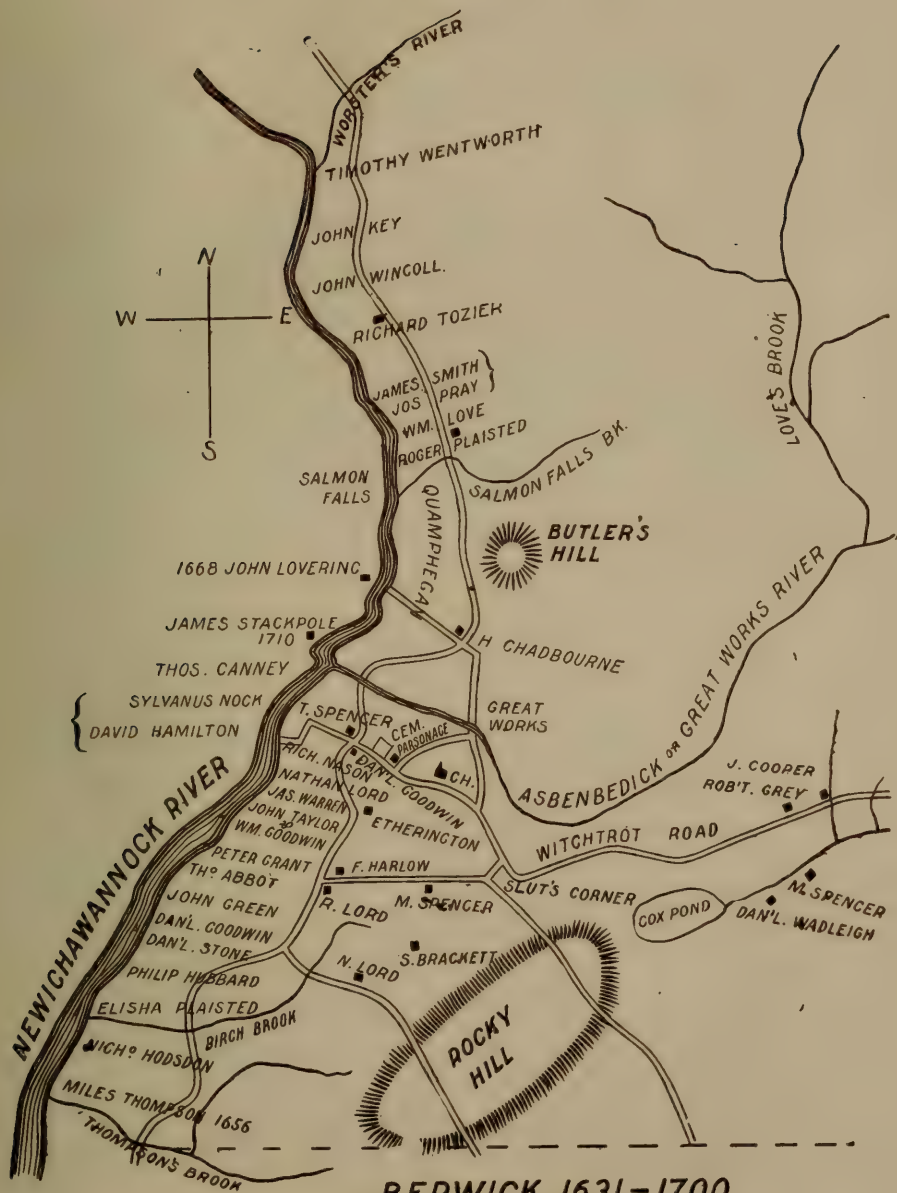 WORSTER'S RIVER
TIMOTHY WENTWORTH
JOHN KEY
JOHN WINCOLL.
RICHARD TOZIER
N
W E
S
JAMES SMITH
JOS PRAY
WM. LOVE
ROGER PLAISTED
SALMON FALLS BK.
SALMON
FALLS
QUAMPHEGAN
BUTLER'S
HILL
LOVE'S BROOK
1668 JOHN LOVERING
JAMES STACKPOLE
1710
H CHADBOURNE
THOS. CANNEY
SYLVANUS NOCK
DAVID HAMILTON
GREAT
WORKS
ASBENBEDICK OR GREAT WORKS RIVER
T. SPENCER
CEM.
PARSONAGE
CH.
RICH. NASON
DAN'L. GOODWIN
NATHAN LORD
JAS. WARREN
JOHN TAYLOR
WM. GOODWIN
ETHERINGTON
J. COOPER
ROB'T. GREY
WITCHTROT ROAD
PETER GRANT
THO ABBOT
F. HARLOW
SLUT'S CORNER
R. LORD
M. SPENCER
COX POND
M. SPENCER
DAN'L. WADLEIGH
JOHN GREEN
DAN'L. GOODWIN
DAN'L. STONE
S. BRACKETT
N. LORD
PHILIP HUBBARD
ELISHA PLAISTED
BIRCH BROOK
ROCKY
HILL
NEWICHAWANNOCK RIVER
NICHO HODSDON
MILES THOMPSON 1656
THOMPSON'S BROOK
BERWICK 1631-1700